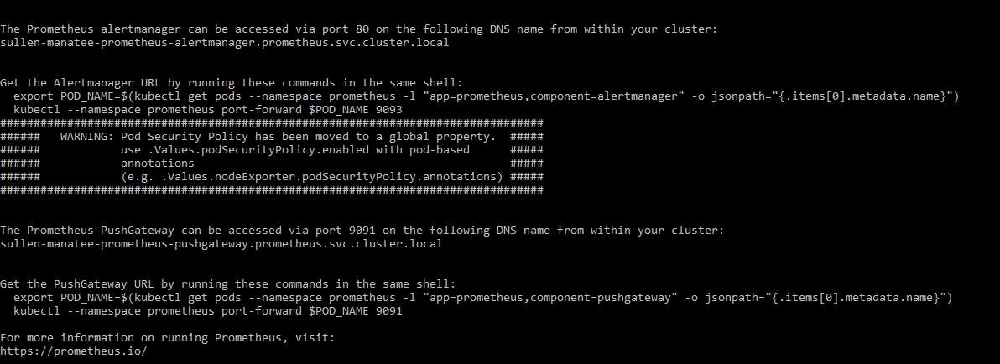 The Prometheus alertmanager can be accessed via port 80 on the following DNS name from within your cluster:
sullen-manatee-prometheus-alertmanager.prometheus.svc.cluster.local
Get the Alertmanager URL by running these commands in the same shell:
  export POD_NAME=$(kubectl get pods --namespace prometheus -l "app=prometheus,component=alertmanager" -o jsonpath="{.items[0].metadata.name}")
  kubectl --namespace prometheus port-forward $POD_NAME 9093
#################################################################################
######   WARNING: Pod Security Policy has been moved to a global property.  #####
######            use .Values.podSecurityPolicy.enabled with pod-based      #####
######            annotations                                               #####
######            (e.g. .Values.nodeExporter.podSecurityPolicy.annotations) #####
#################################################################################
The Prometheus PushGateway can be accessed via port 9091 on the following DNS name from within your cluster:
sullen-manatee-prometheus-pushgateway.prometheus.svc.cluster.local
Get the PushGateway URL by running these commands in the same shell:
  export POD_NAME=$(kubectl get pods --namespace prometheus -l "app=prometheus,component=pushgateway" -o jsonpath="{.items[0].metadata.name}")
  kubectl --namespace prometheus port-forward $POD_NAME 9091
For more information on running Prometheus, visit:
https://prometheus.io/